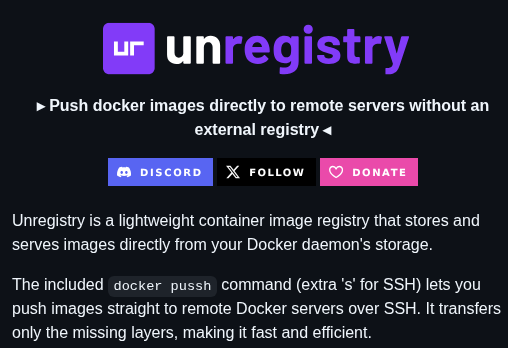 ur unregistry
▸ Push docker images directly to remote servers without an
external registry ◂
DISCORD FOLLOW DONATE
Unregistry is a lightweight container image registry that stores and
serves images directly from your Docker daemon's storage.
The included docker pussh command (extra 's' for SSH) lets you
push images straight to remote Docker servers over SSH. It transfers
only the missing layers, making it fast and efficient.